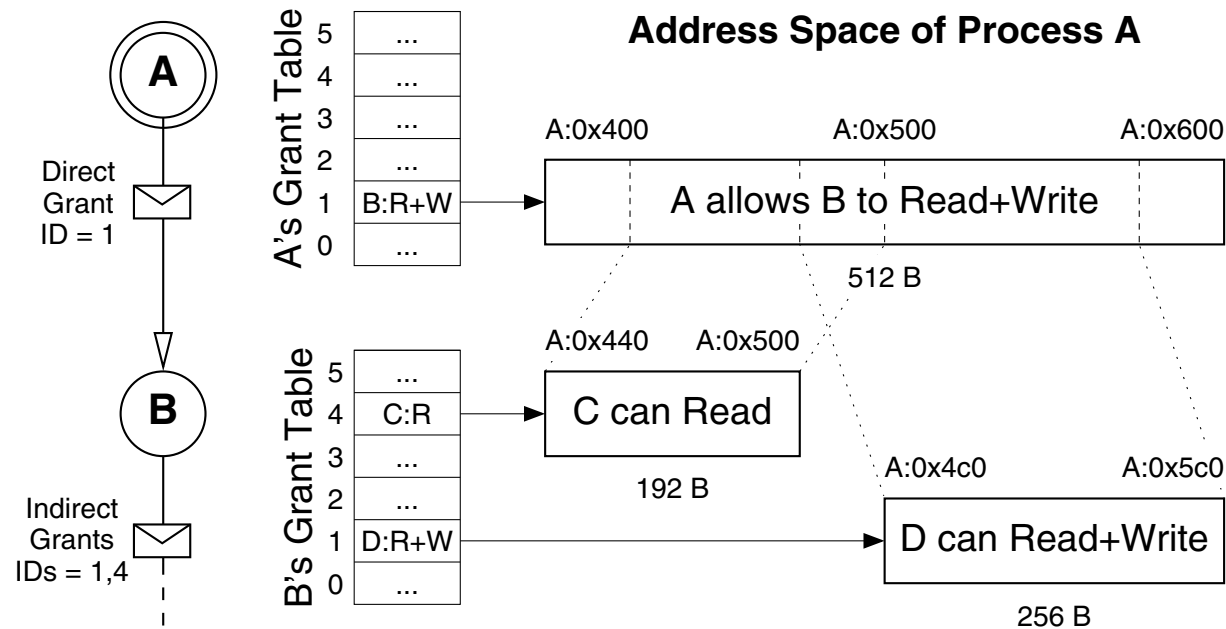 Address Space of Process A
A
Direct
Grant
ID = 1
A's Grant Table
5 ...
4 ...
3 ...
2 ...
1 B:R+W
0 ...
A:0x400 A:0x500 A:0x600
A allows B to Read+Write
512 B
B
Indirect
Grants
IDs = 1,4
B's Grant Table
5 ...
4 C:R
3 ...
2 ...
1 D:R+W
0 ...
A:0x440 A:0x500
C can Read
192 B
A:0x4c0 A:0x5c0
D can Read+Write
256 B